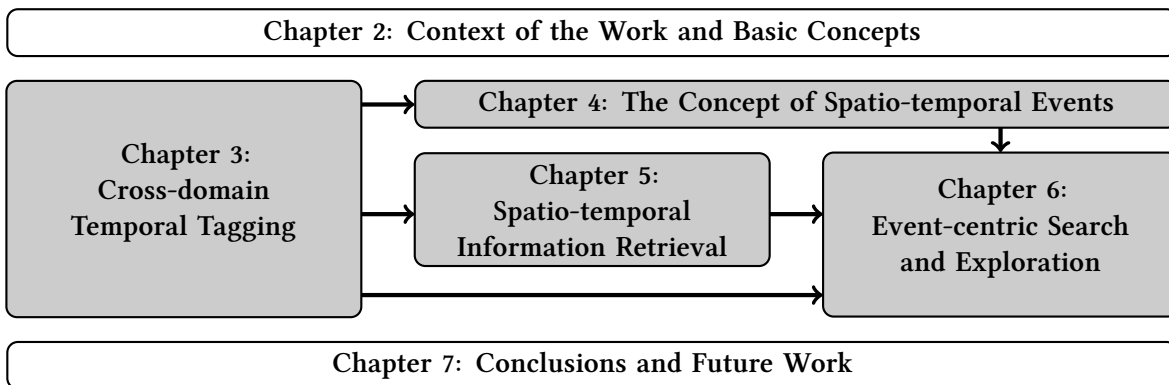 Chapter 2: Context of the Work and Basic Concepts
Chapter 3:
Cross-domain
Temporal Tagging
Chapter 4: The Concept of Spatio-temporal Events
Chapter 5:
Spatio-temporal
Information Retrieval
Chapter 6:
Event-centric Search
and Exploration
Chapter 7: Conclusions and Future Work